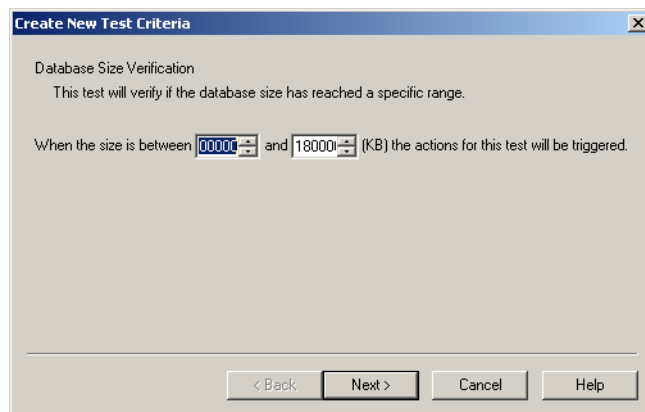 Create New Test Criteria
Database Size Verification
This test will verify if the database size has reached a specific range.
When the size is between 00000 and 18000 (KB) the actions for this test will be triggered.
< Back Next > Cancel Help